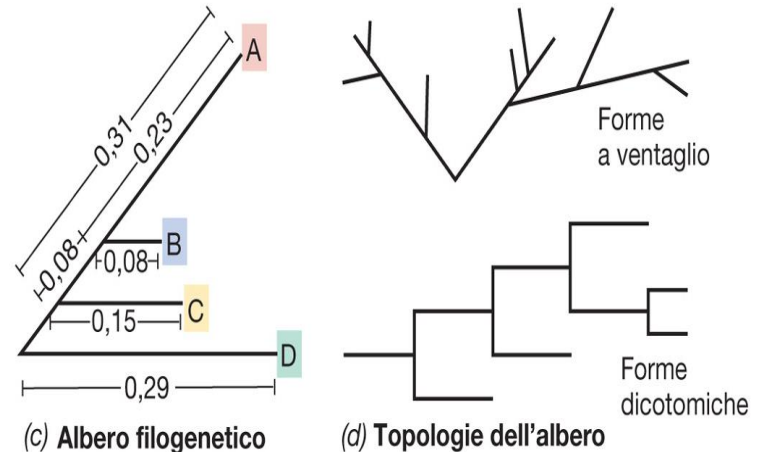 A
0,31
0,23
B
0,08
0,08
C
0,15
D
0,29
(c) Albero filogenetico
Forme
a ventaglio
Forme
dicotomiche
(d) Topologie dell'albero